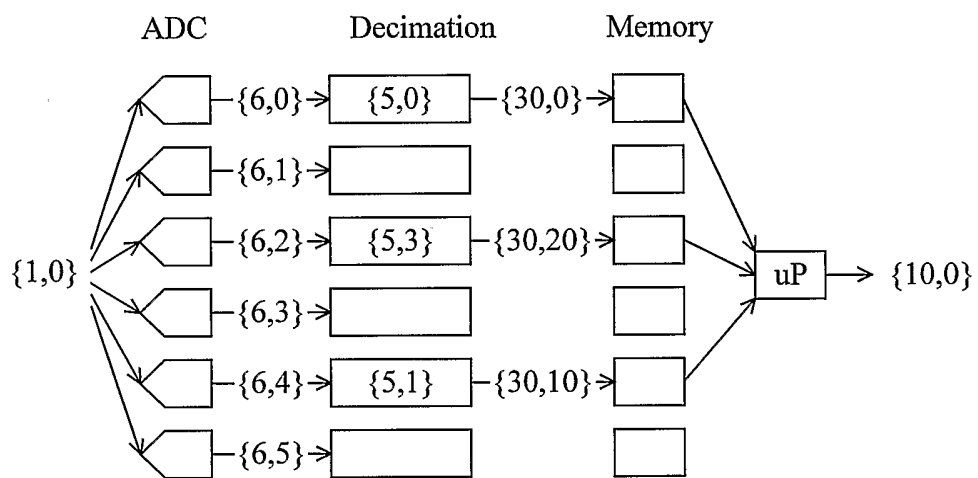 ADC Decimation Memory
{6,0} {5,0} {30,0}
{6,1}
{6,2} {5,3} {30,20}
{1,0} uP {10,0}
{6,3}
{6,4} {5,1} {30,10}
{6,5}